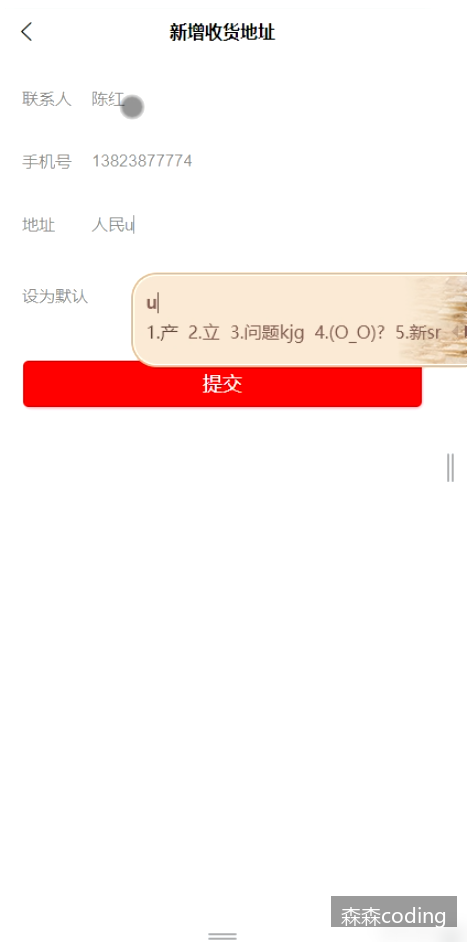 新增收货地址
联系人 陈红
手机号 13823877774
地址 人民u
设为默认
u
1.产 2.立 3.问题kjg 4.(O_O)? 5.新sr
提交
森森coding